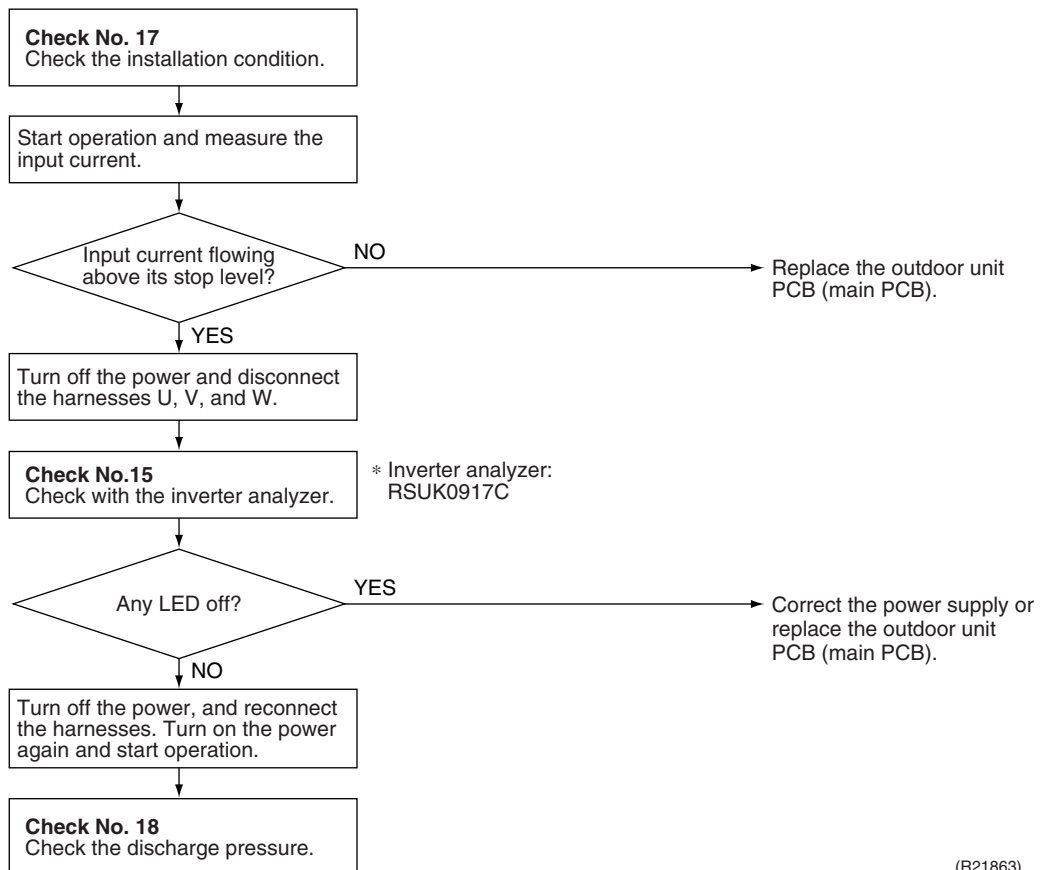 Check No. 17
Check the installation condition.
Start operation and measure the
input current.
Input current flowing
above its stop level?
NO
Replace the outdoor unit
PCB (main PCB).
YES
Turn off the power and disconnect
the harnesses U, V, and W.
Check No.15
Check with the inverter analyzer.
∗ Inverter analyzer:
RSUK0917C
Any LED off?
YES
Correct the power supply or
replace the outdoor unit
PCB (main PCB).
NO
Turn off the power, and reconnect
the harnesses. Turn on the power
again and start operation.
Check No. 18
Check the discharge pressure.
(R21863)